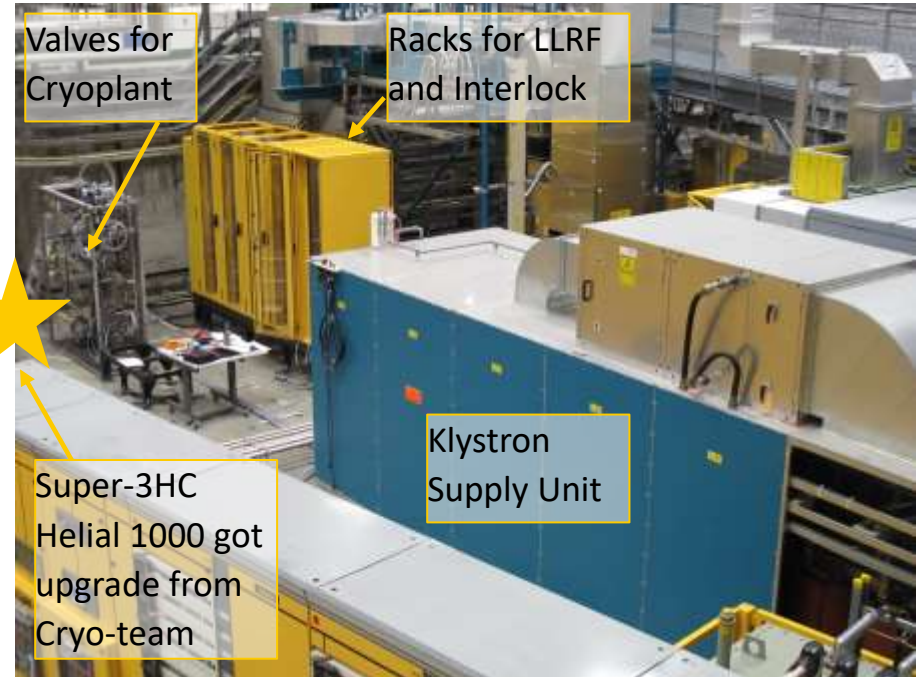 Valves for
Cryoplant
Racks for LLRF
and Interlock
Klystron
Supply Unit
Super-3HC
Helial 1000 got
upgrade from
Cryo-team